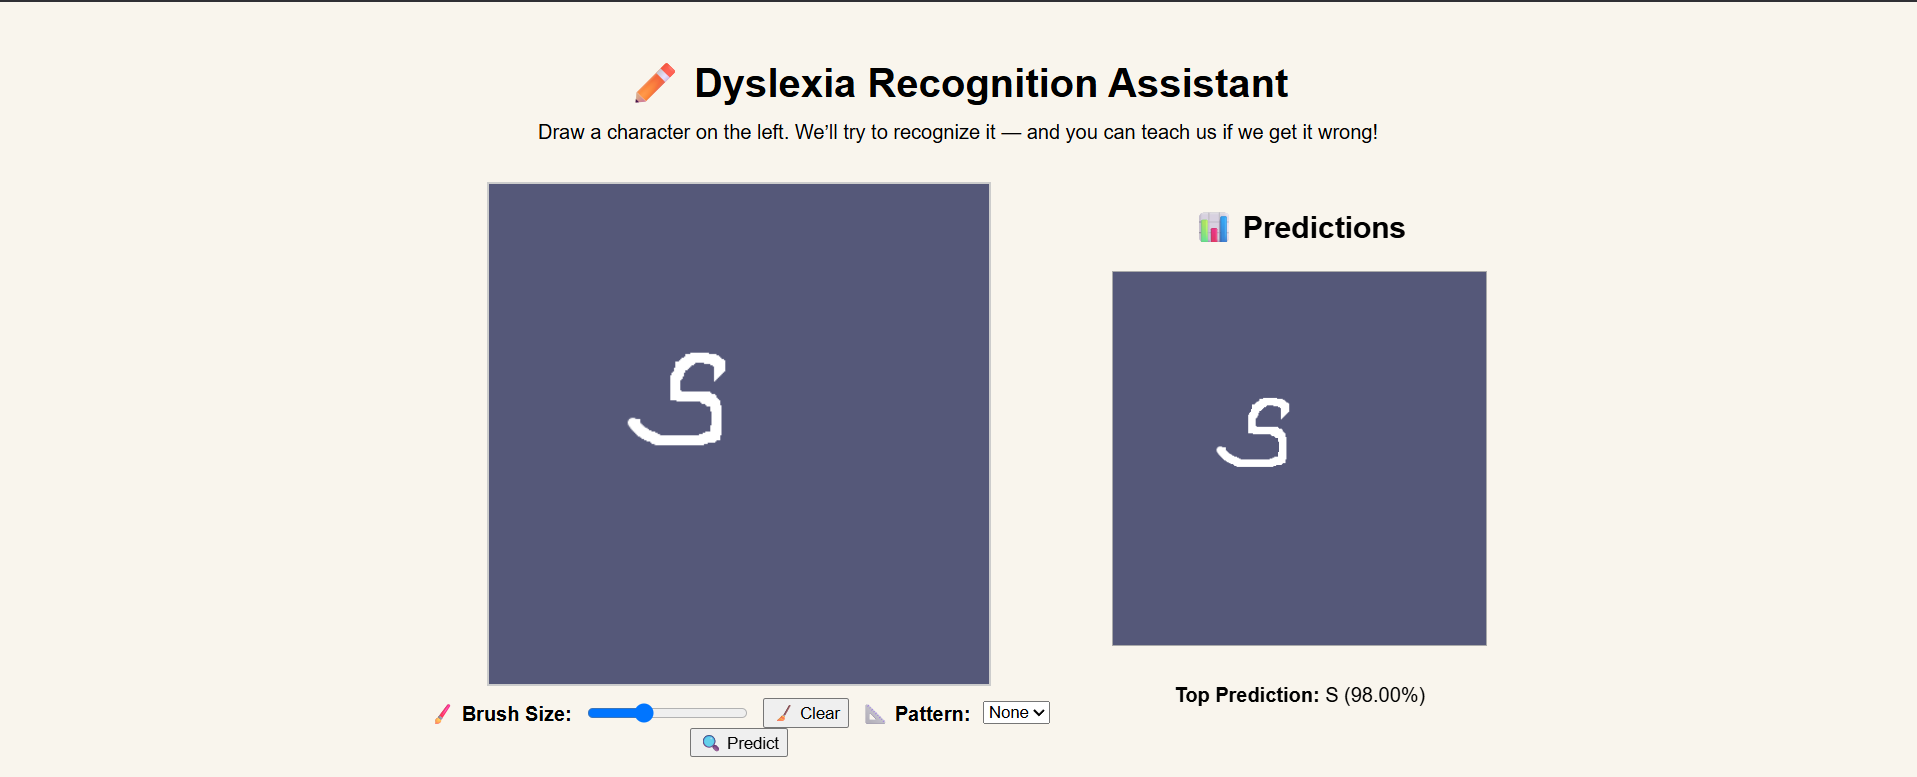 Dyslexia Recognition Assistant
Draw a character on the left. We’ll try to recognize it — and you can teach us if we get it wrong!
S
Brush Size:
Clear
Pattern:
None
Predict
Predictions
S
Top Prediction: S (98.00%)